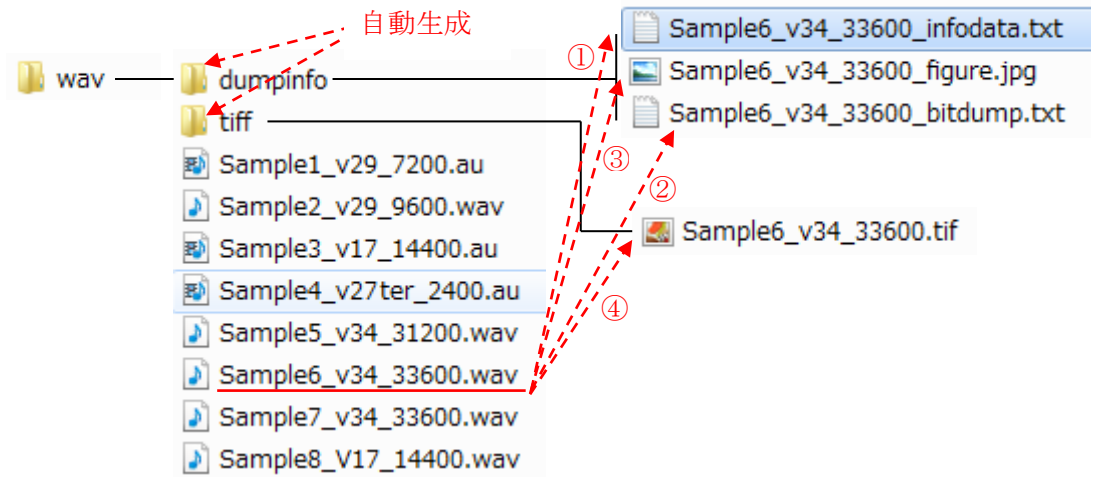 自動生成
Sample6_v34_33600_infodata.txt
①
wav
dumpinfo
Sample6_v34_33600_figure.jpg
tiff
Sample6_v34_33600_bitdump.txt
Sample1_v29_7200.au
③
②
Sample2_v29_9600.wav
Sample6_v34_33600.tif
Sample3_v17_14400.au
Sample4_v27ter_2400.au
④
Sample5_v34_31200.wav
Sample6_v34_33600.wav
Sample7_v34_33600.wav
Sample8_V17_14400.wav